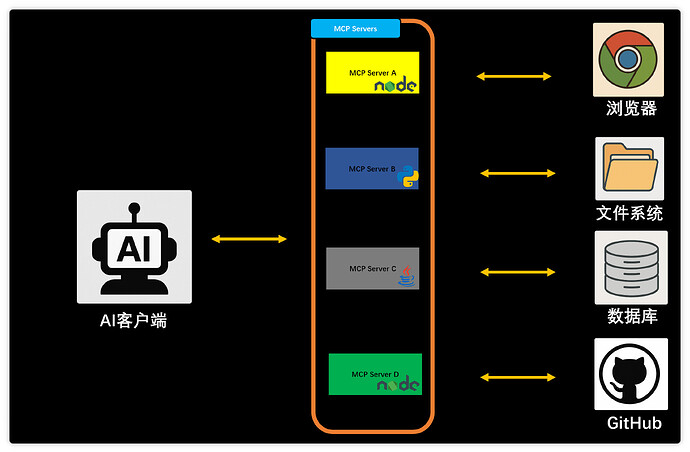 MCP Servers
MCP Server A
node
浏览器
MCP Server B
文件系统
AI
AI客户端
MCP Server C
数据库
MCP Server D
node
GitHub